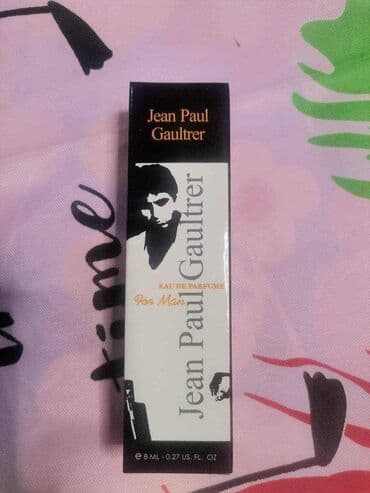 Jean Paul
Gaultrer
Jean Paul Gaultrer
EAU DE PARFUME
For Man
e 8 ML - 0.27 US. FL. OZ
time